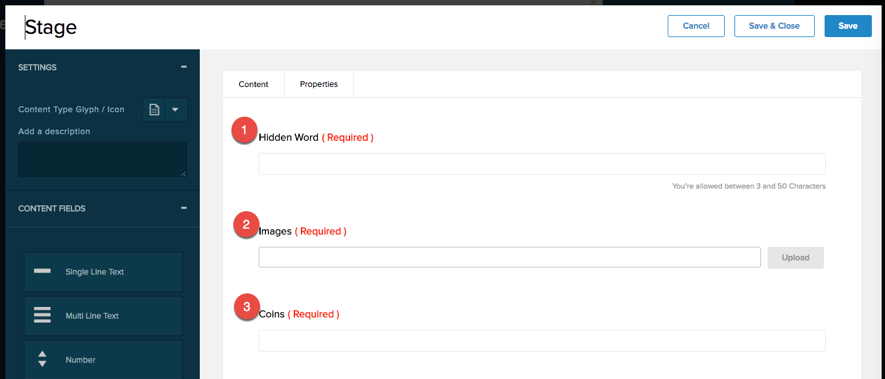 Stage
Cancel
Save & Close
Save
SETTINGS
Content Type Glyph / Icon
Add a description
CONTENT FIELDS
Single Line Text
Multi Line Text
Number
Content
Properties
1
Hidden Word ( Required )
You're allowed between 3 and 50 Characters
2
Images ( Required )
Upload
3
Coins ( Required )